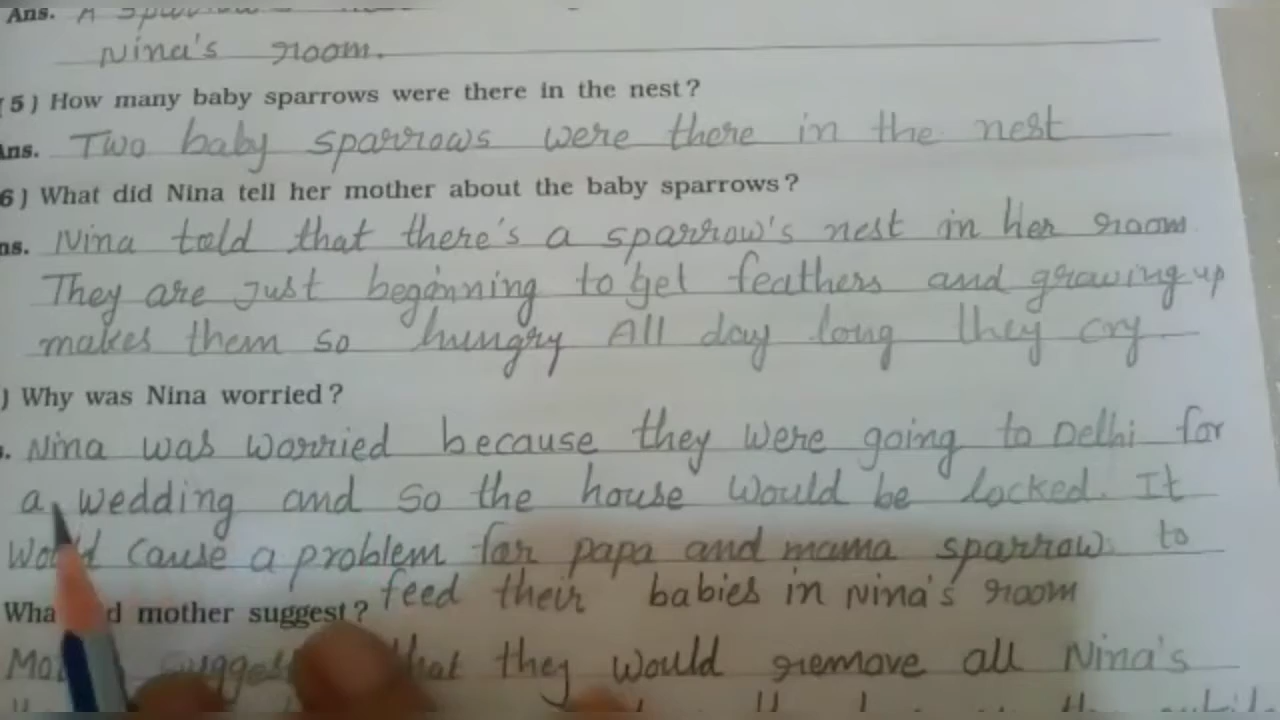 Ans. A
Nina's room.
5) How many baby sparrows were there in the nest?
Ans. Two baby sparrows were there in the nest
6) What did Nina tell her mother about the baby sparrows?
ns. Nina told that there's a sparrow's nest in her room
They are just beginning to get feathers and growing up
makes them so hungry All day long they cry
) Why was Nina worried?
. Nina was worried because they were going to Delhi for
a wedding and so the house would be locked. It
would cause a problem for papa and mama sparrow to
feed their babies in Nina's room
d mother suggest?
that they would remove all Nina's